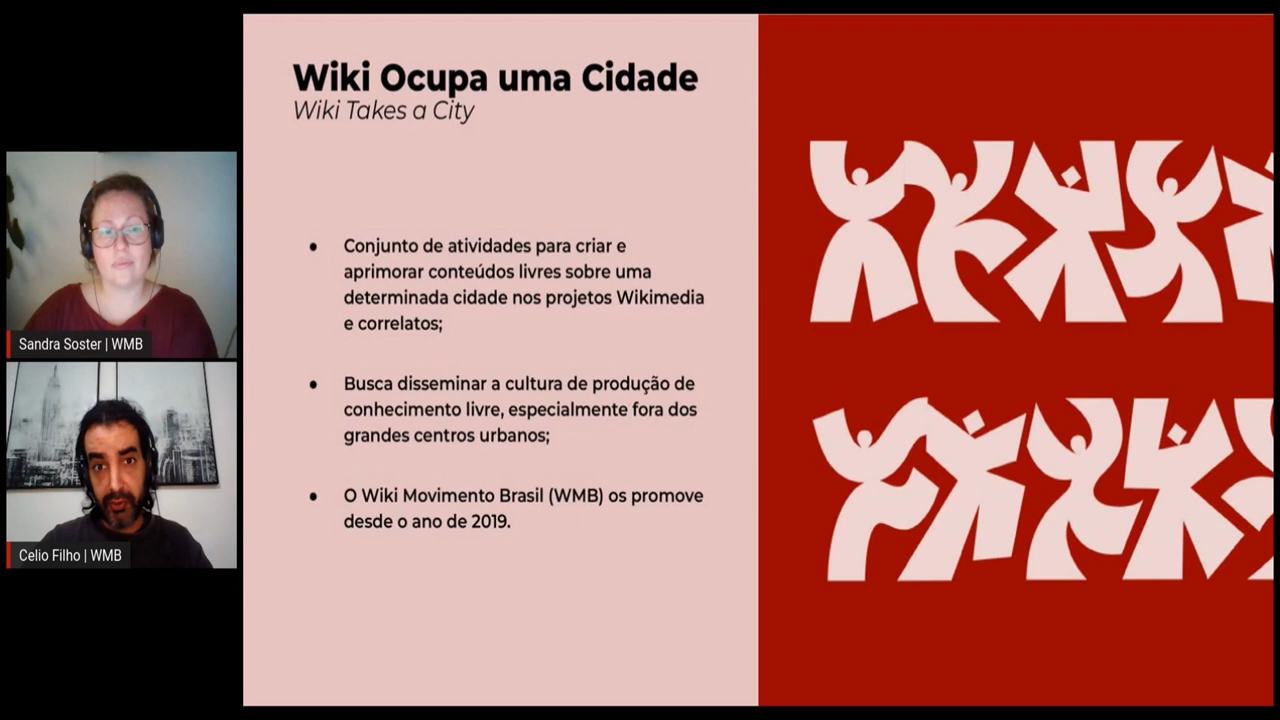 Wiki Ocupa uma Cidade
Wiki Takes a City
• Conjunto de atividades para criar e
aprimorar conteúdos livres sobre uma
determinada cidade nos projetos Wikimedia
e correlatos;
• Busca disseminar a cultura de produção de
conhecimento livre, especialmente fora dos
grandes centros urbanos;
• O Wiki Movimento Brasil (WMB) os promove
desde o ano de 2019.
Sandra Soster | WMB
Celio Filho | WMB